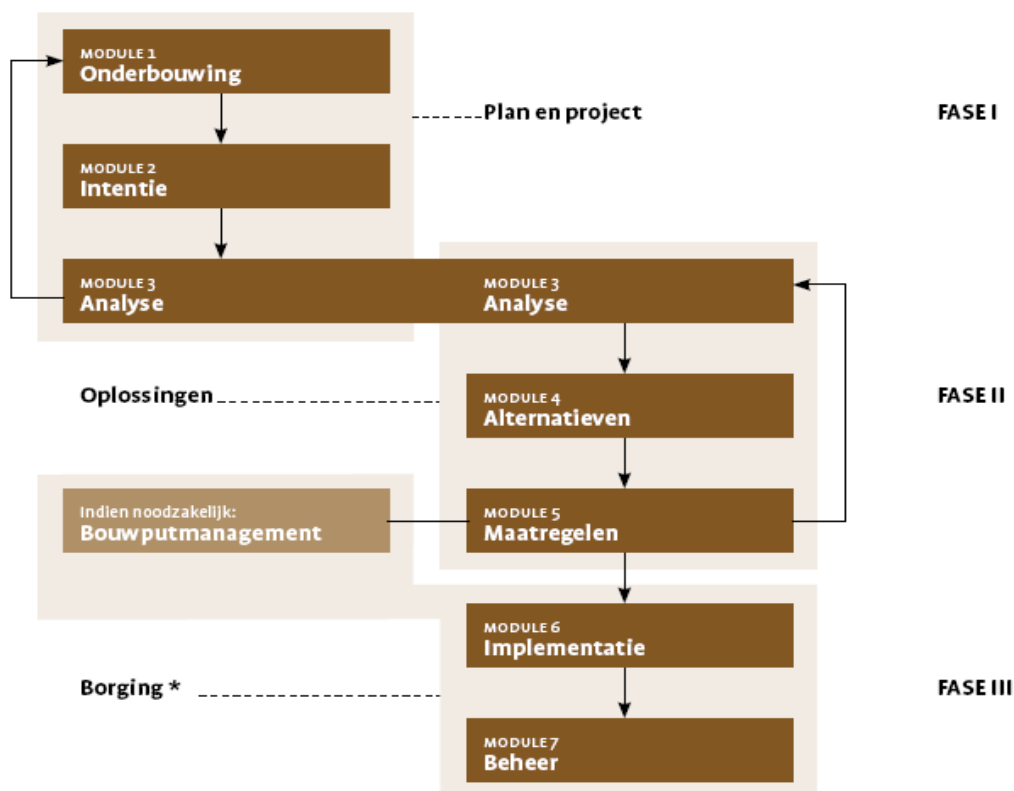 MODULE 1
Onderbouwing
Plan en project
FASE I
MODULE 2
Intentie
MODULE 3
Analyse
MODULE 3
Analyse
Oplossingen
MODULE 4
Alternatieven
FASE II
Indien noodzakelijk:
Bouwputmanagement
MODULE 5
Maatregelen
MODULE 6
Implementatie
Borging *
FASE III
MODULE 7
Beheer